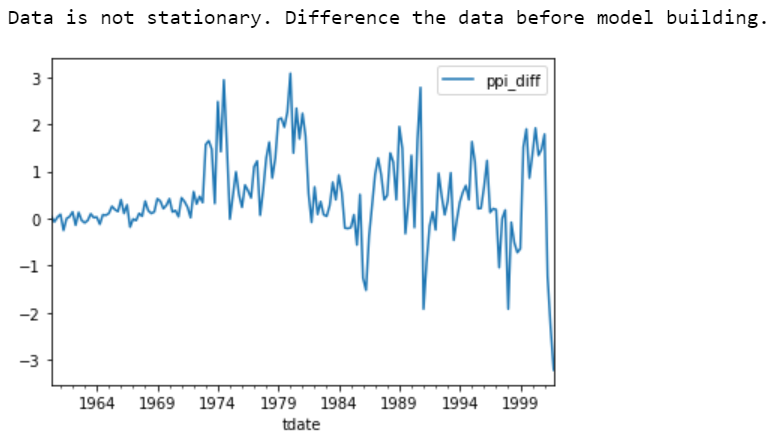 Data is not stationary. Difference the data before model building.
ppi_diff
3
2
1
0
−1
−2
−3
1964 1969 1974 1979 1984 1989 1994 1999
tdate